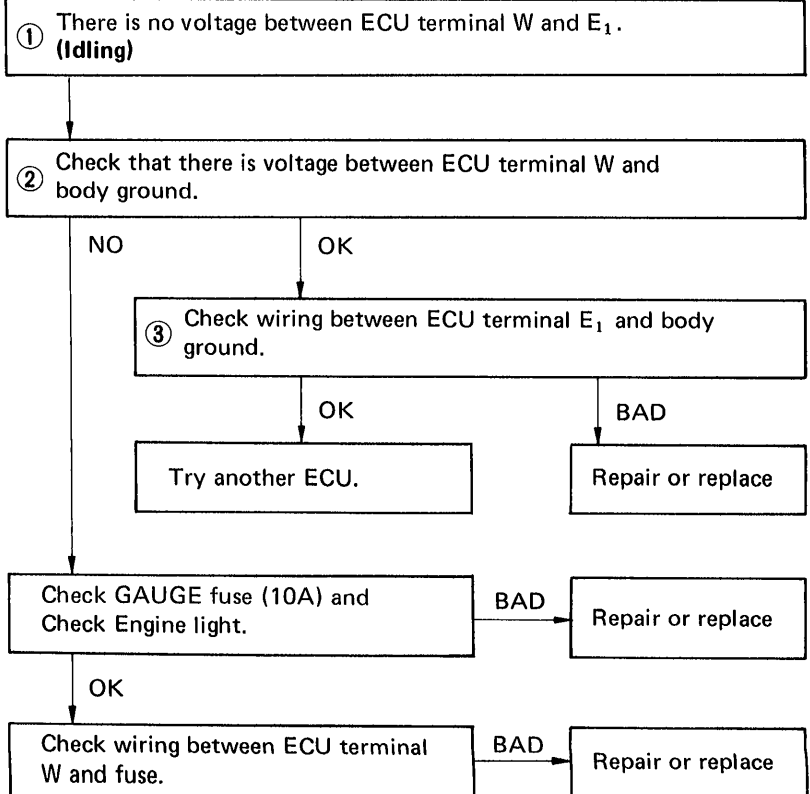 ① There is no voltage between ECU terminal W and E₁.
(Idling)
② Check that there is voltage between ECU terminal W and
body ground.
NO
OK
③ Check wiring between ECU terminal E₁ and body
ground.
OK
BAD
Try another ECU.
Repair or replace
Check GAUGE fuse (10A) and
Check Engine light.
BAD
Repair or replace
OK
Check wiring between ECU terminal
W and fuse.
BAD
Repair or replace